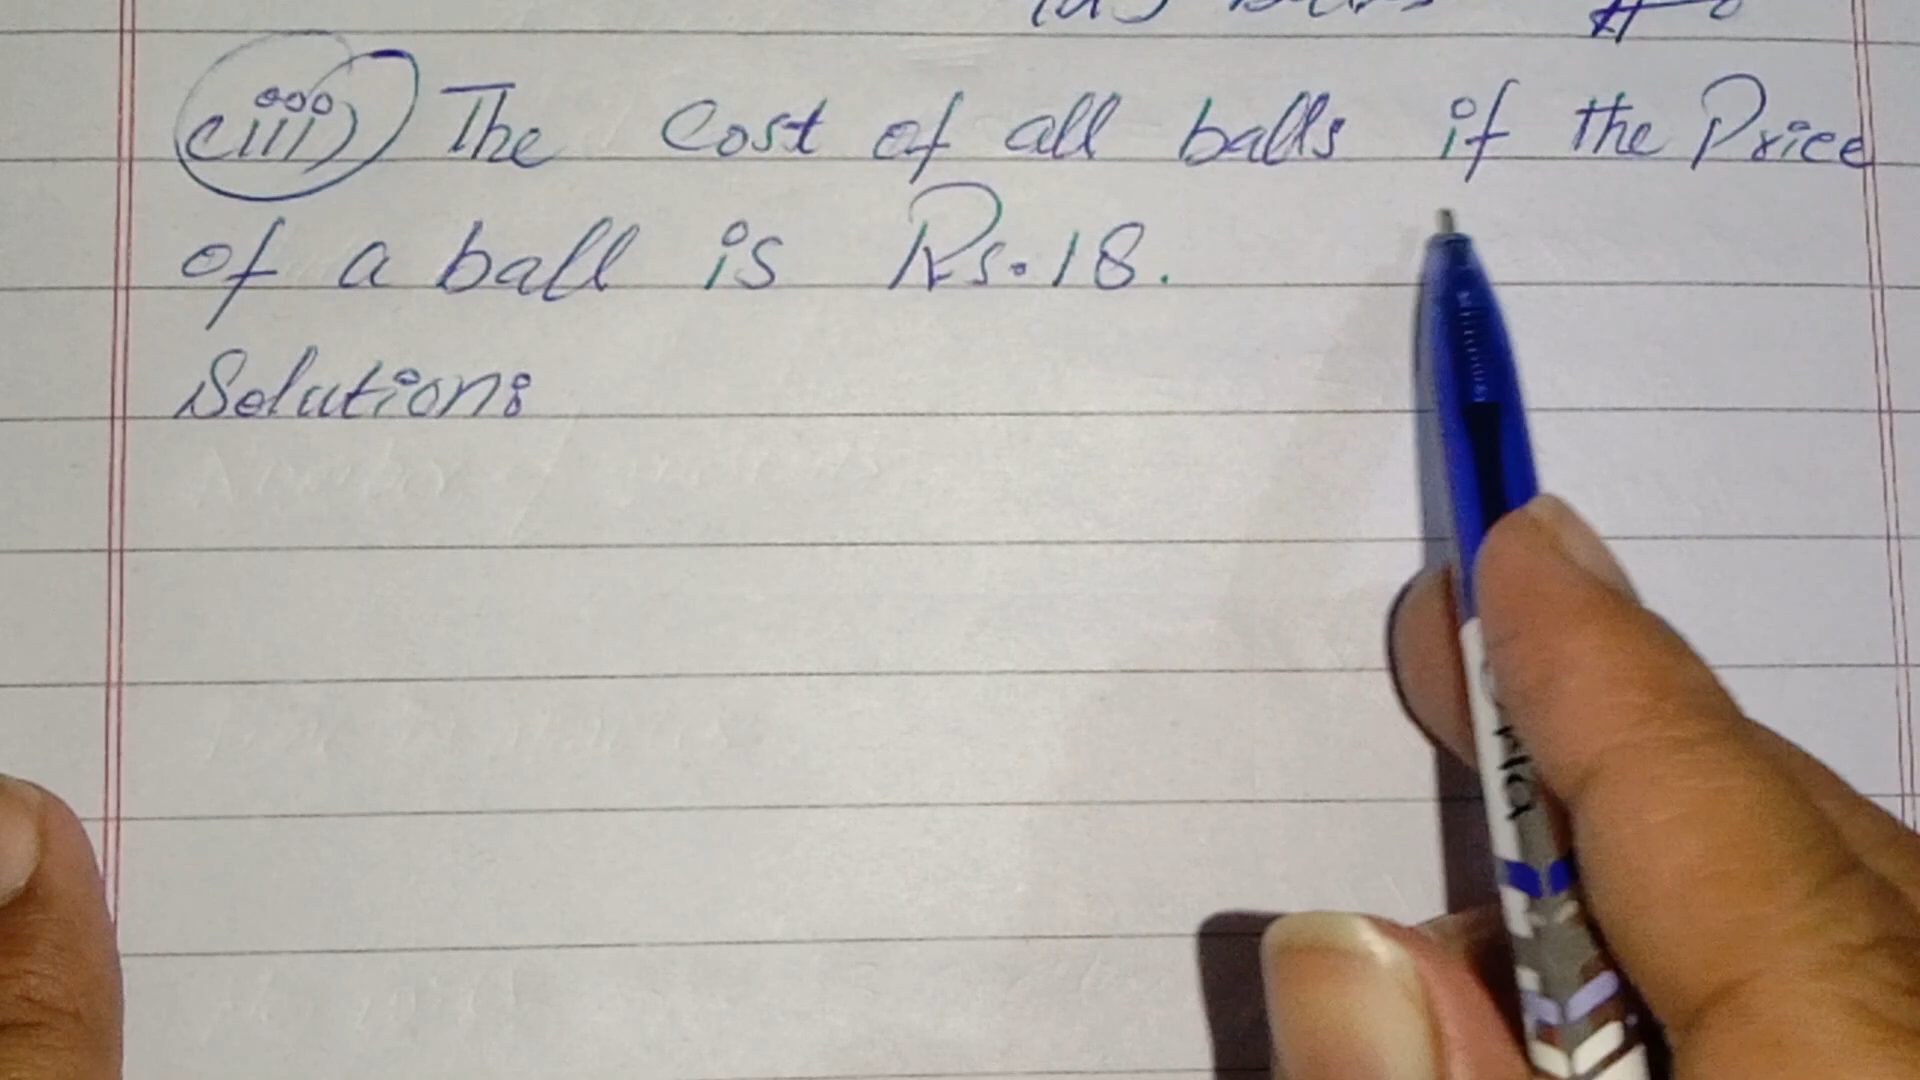 (iii) The Cost of all balls if the Price
of a ball is Rs.18.
Solution: